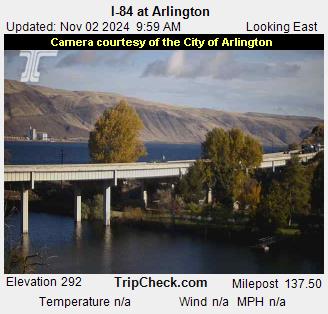 I-84 at Arlington
Updated: Nov 02 2024 9:59 AM Looking East
Camera courtesy of the City of Arlington
Elevation 292 TripCheck.com Milepost 137.50
Temperature n/a Wind n/a MPH n/a